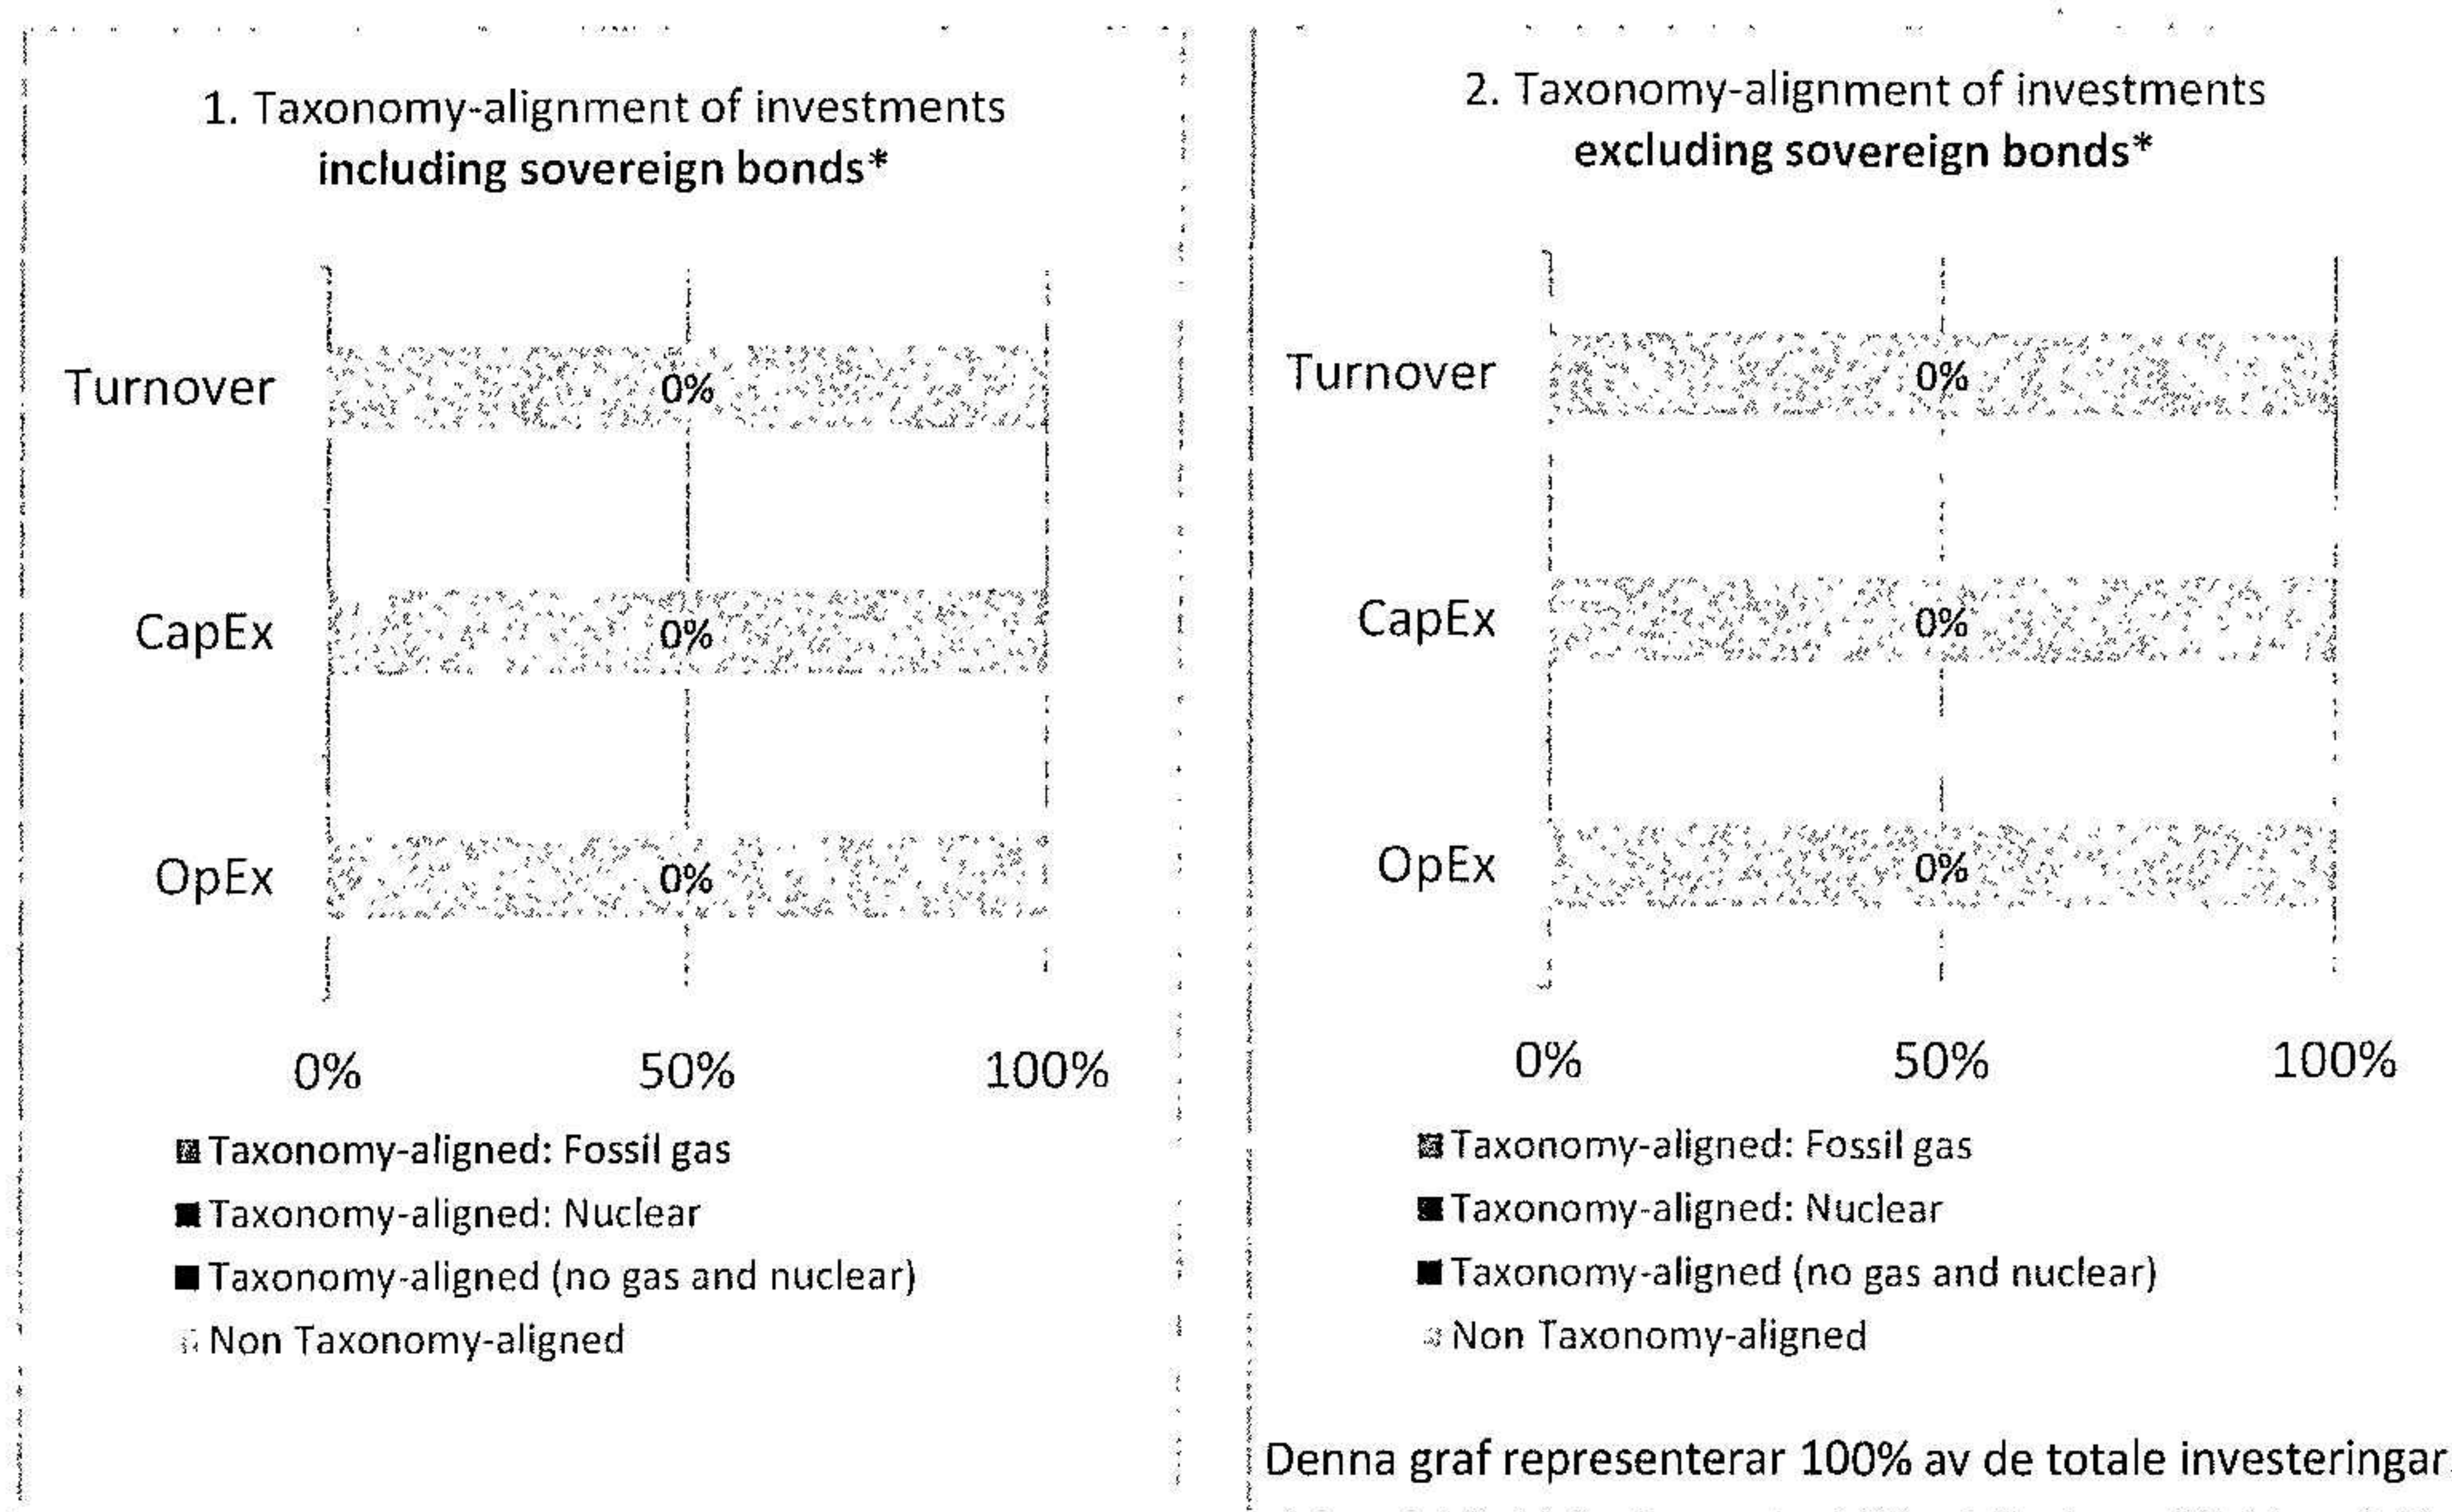 1. Taxonomy-alignment of investments
including sovereign bonds*
Turnover
0%
CapEx
0%
OpEx
0%
0% 50% 100%
Taxonomy-aligned: Fossil gas
Taxonomy-aligned: Nuclear
Taxonomy-aligned (no gas and nuclear)
Non Taxonomy-aligned
2. Taxonomy-alignment of investments
excluding sovereign bonds*
Turnover
0%
CapEx
0%
OpEx
0%
0% 50% 100%
Taxonomy-aligned: Fossil gas
Taxonomy-aligned: Nuclear
Taxonomy-aligned (no gas and nuclear)
Non Taxonomy-aligned
Denna graf representerar 100% av de totale investeringar